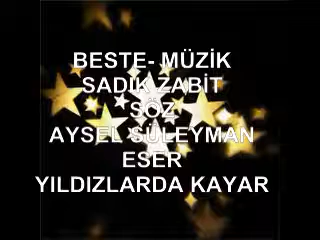 BESTE- MÜZİK
SADIK ZABİT
SÖZ
AYSEL SÜLEYMAN
ESER
YILDIZLARDA KAYAR